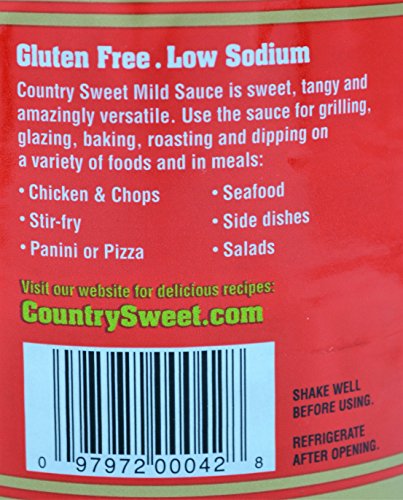 Gluten Free . Low Sodium
Country Sweet Mild Sauce is sweet, tangy and
amazingly versatile. Use the sauce for grilling,
glazing, baking, roasting and dipping on
a variety of foods and in meals:
• Chicken & Chops
• Stir-fry
• Panini or Pizza
• Seafood
• Side dishes
• Salads
Visit our website for delicious recipes:
CountrySweet.com
0 97972 00042 8
SHAKE WELL
BEFORE USING.
REFRIGERATE
AFTER OPENING.